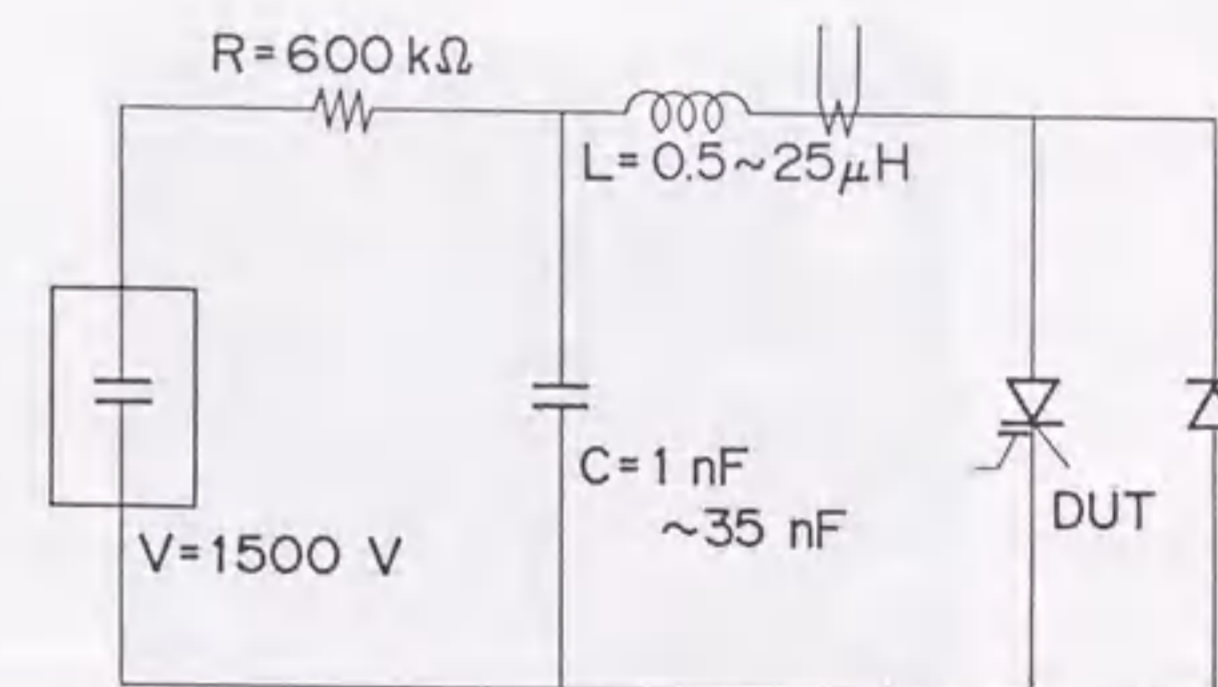 R=600 kΩ
L= 0.5~25μH
C=1 nF
~35 nF
V=1500 V
DUT